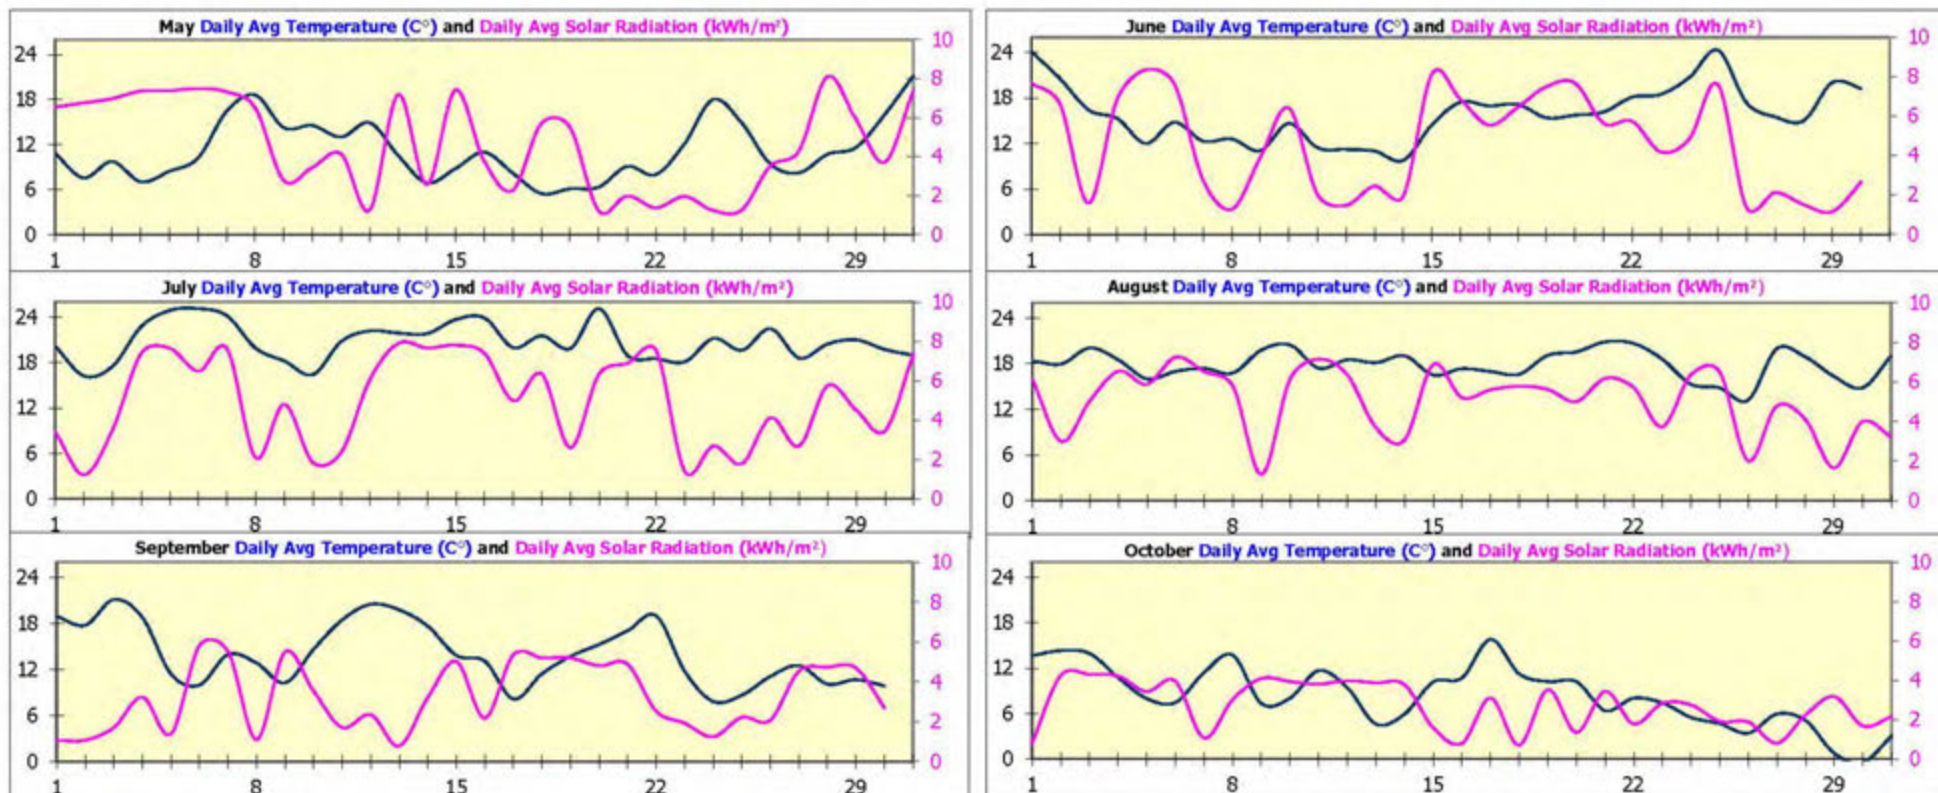 May Daily Avg Temperature (C°) and Daily Avg Solar Radiation (kWh/m²)
24 18 12 6 0
10 8 6 4 2 0
1 8 15 22 29
June Daily Avg Temperature (C°) and Daily Avg Solar Radiation (kWh/m²)
24 18 12 6 0
10 8 6 4 2 0
1 8 15 22 29
July Daily Avg Temperature (C°) and Daily Avg Solar Radiation (kWh/m²)
24 18 12 6 0
10 8 6 4 2 0
1 8 15 22 29
August Daily Avg Temperature (C°) and Daily Avg Solar Radiation (kWh/m²)
24 18 12 6 0
10 8 6 4 2 0
1 8 15 22 29
September Daily Avg Temperature (C°) and Daily Avg Solar Radiation (kWh/m²)
24 18 12 6 0
10 8 6 4 2 0
1 8 15 22 29
October Daily Avg Temperature (C°) and Daily Avg Solar Radiation (kWh/m²)
24 18 12 6 0
10 8 6 4 2 0
1 8 15 22 29